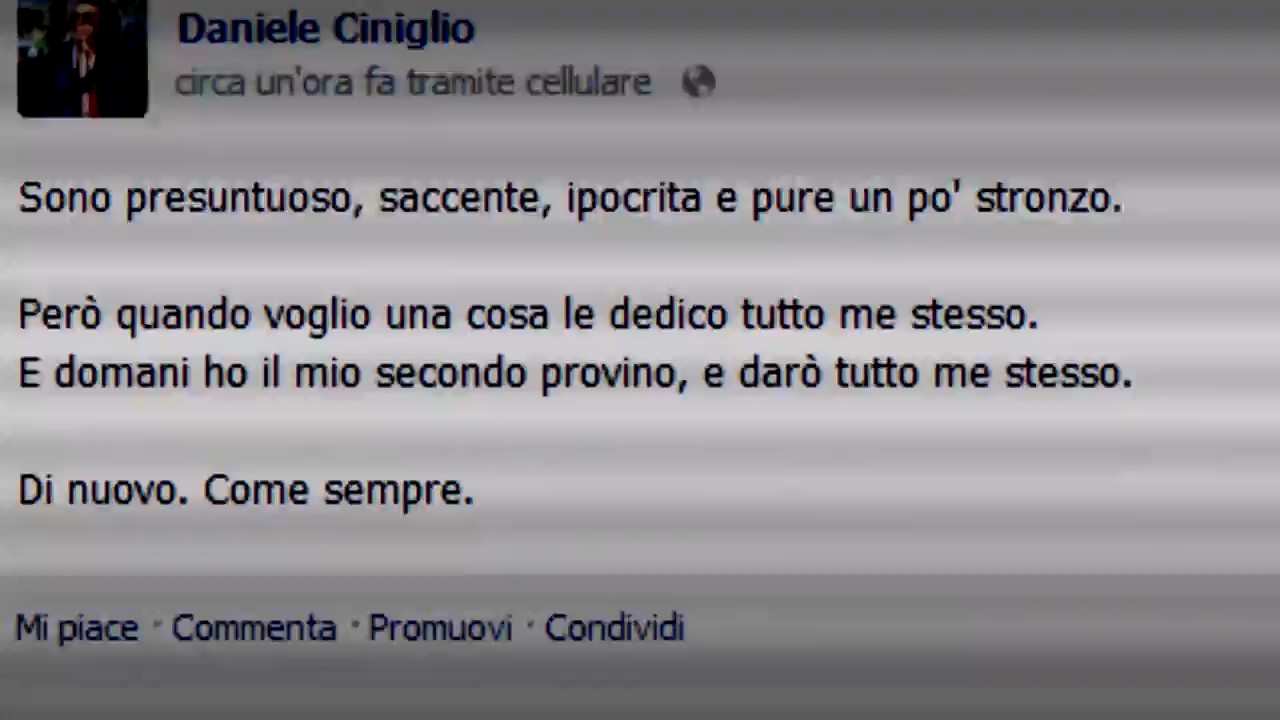 Daniele Ciniglio
circa un'ora fa tramite cellulare
Sono presuntuoso, saccente, ipocrita e pure un po' stronzo.
Però quando voglio una cosa le dedico tutto me stesso.
E domani ho il mio secondo provino, e darò tutto me stesso.
Di nuovo. Come sempre.
Mi piace · Commenta · Promuovi · Condividi